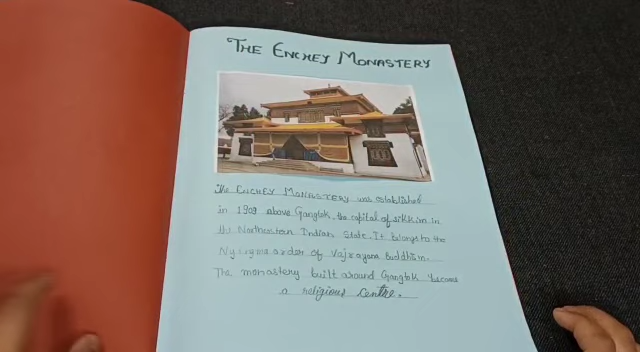 THE ENCHEY MONASTERY
The ENCHEY MONASTERY was established
in 1909 above Gangtok, the capital of sikkim in
the Northeastern Indian State. It belongs to the
Nyingma order of Vajrayana Buddhism.
The monastery built around Gangtok became
a religious centre.